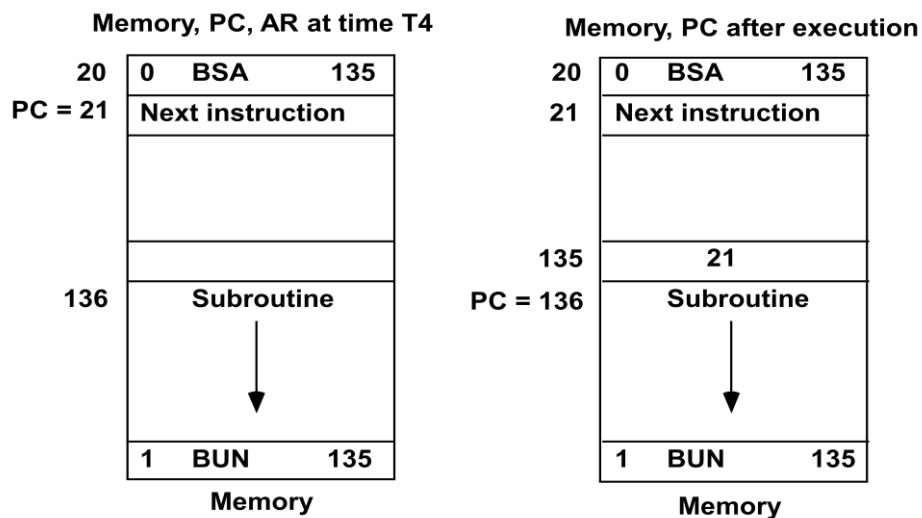 Memory, PC, AR at time T4
20 0 BSA 135
PC = 21 Next instruction
136 Subroutine
1 BUN 135
Memory
Memory, PC after execution
20 0 BSA 135
21 Next instruction
135 21
PC = 136 Subroutine
1 BUN 135
Memory